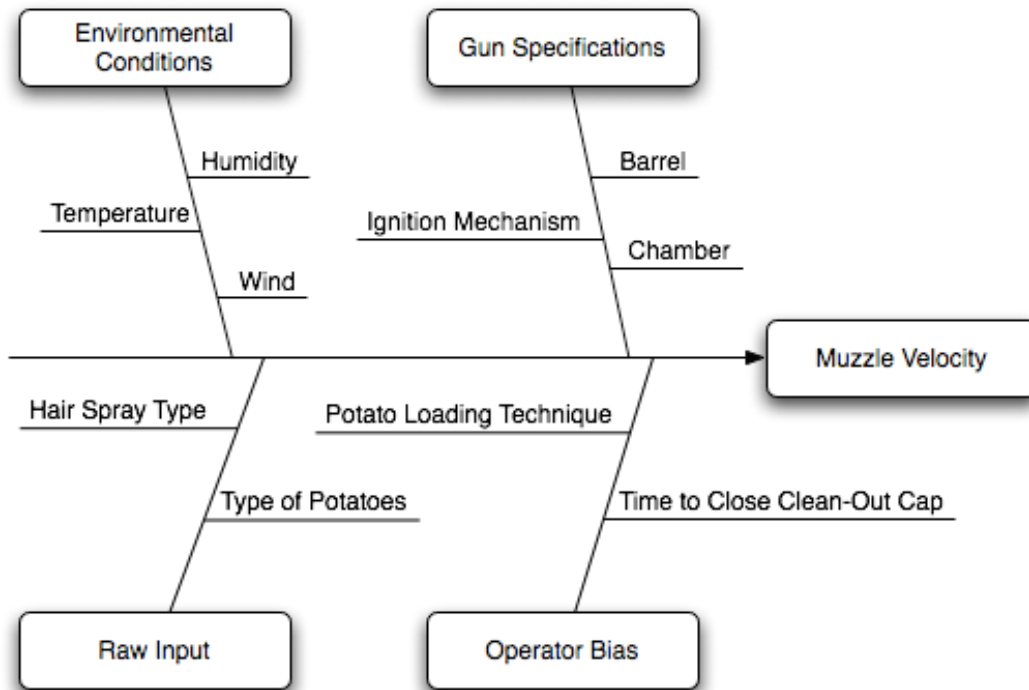 Environmental
Conditions
Gun Specifications
Humidity
Temperature
Wind
Barrel
Ignition Mechanism
Chamber
Muzzle Velocity
Hair Spray Type
Type of Potatoes
Potato Loading Technique
Time to Close Clean-Out Cap
Raw Input
Operator Bias